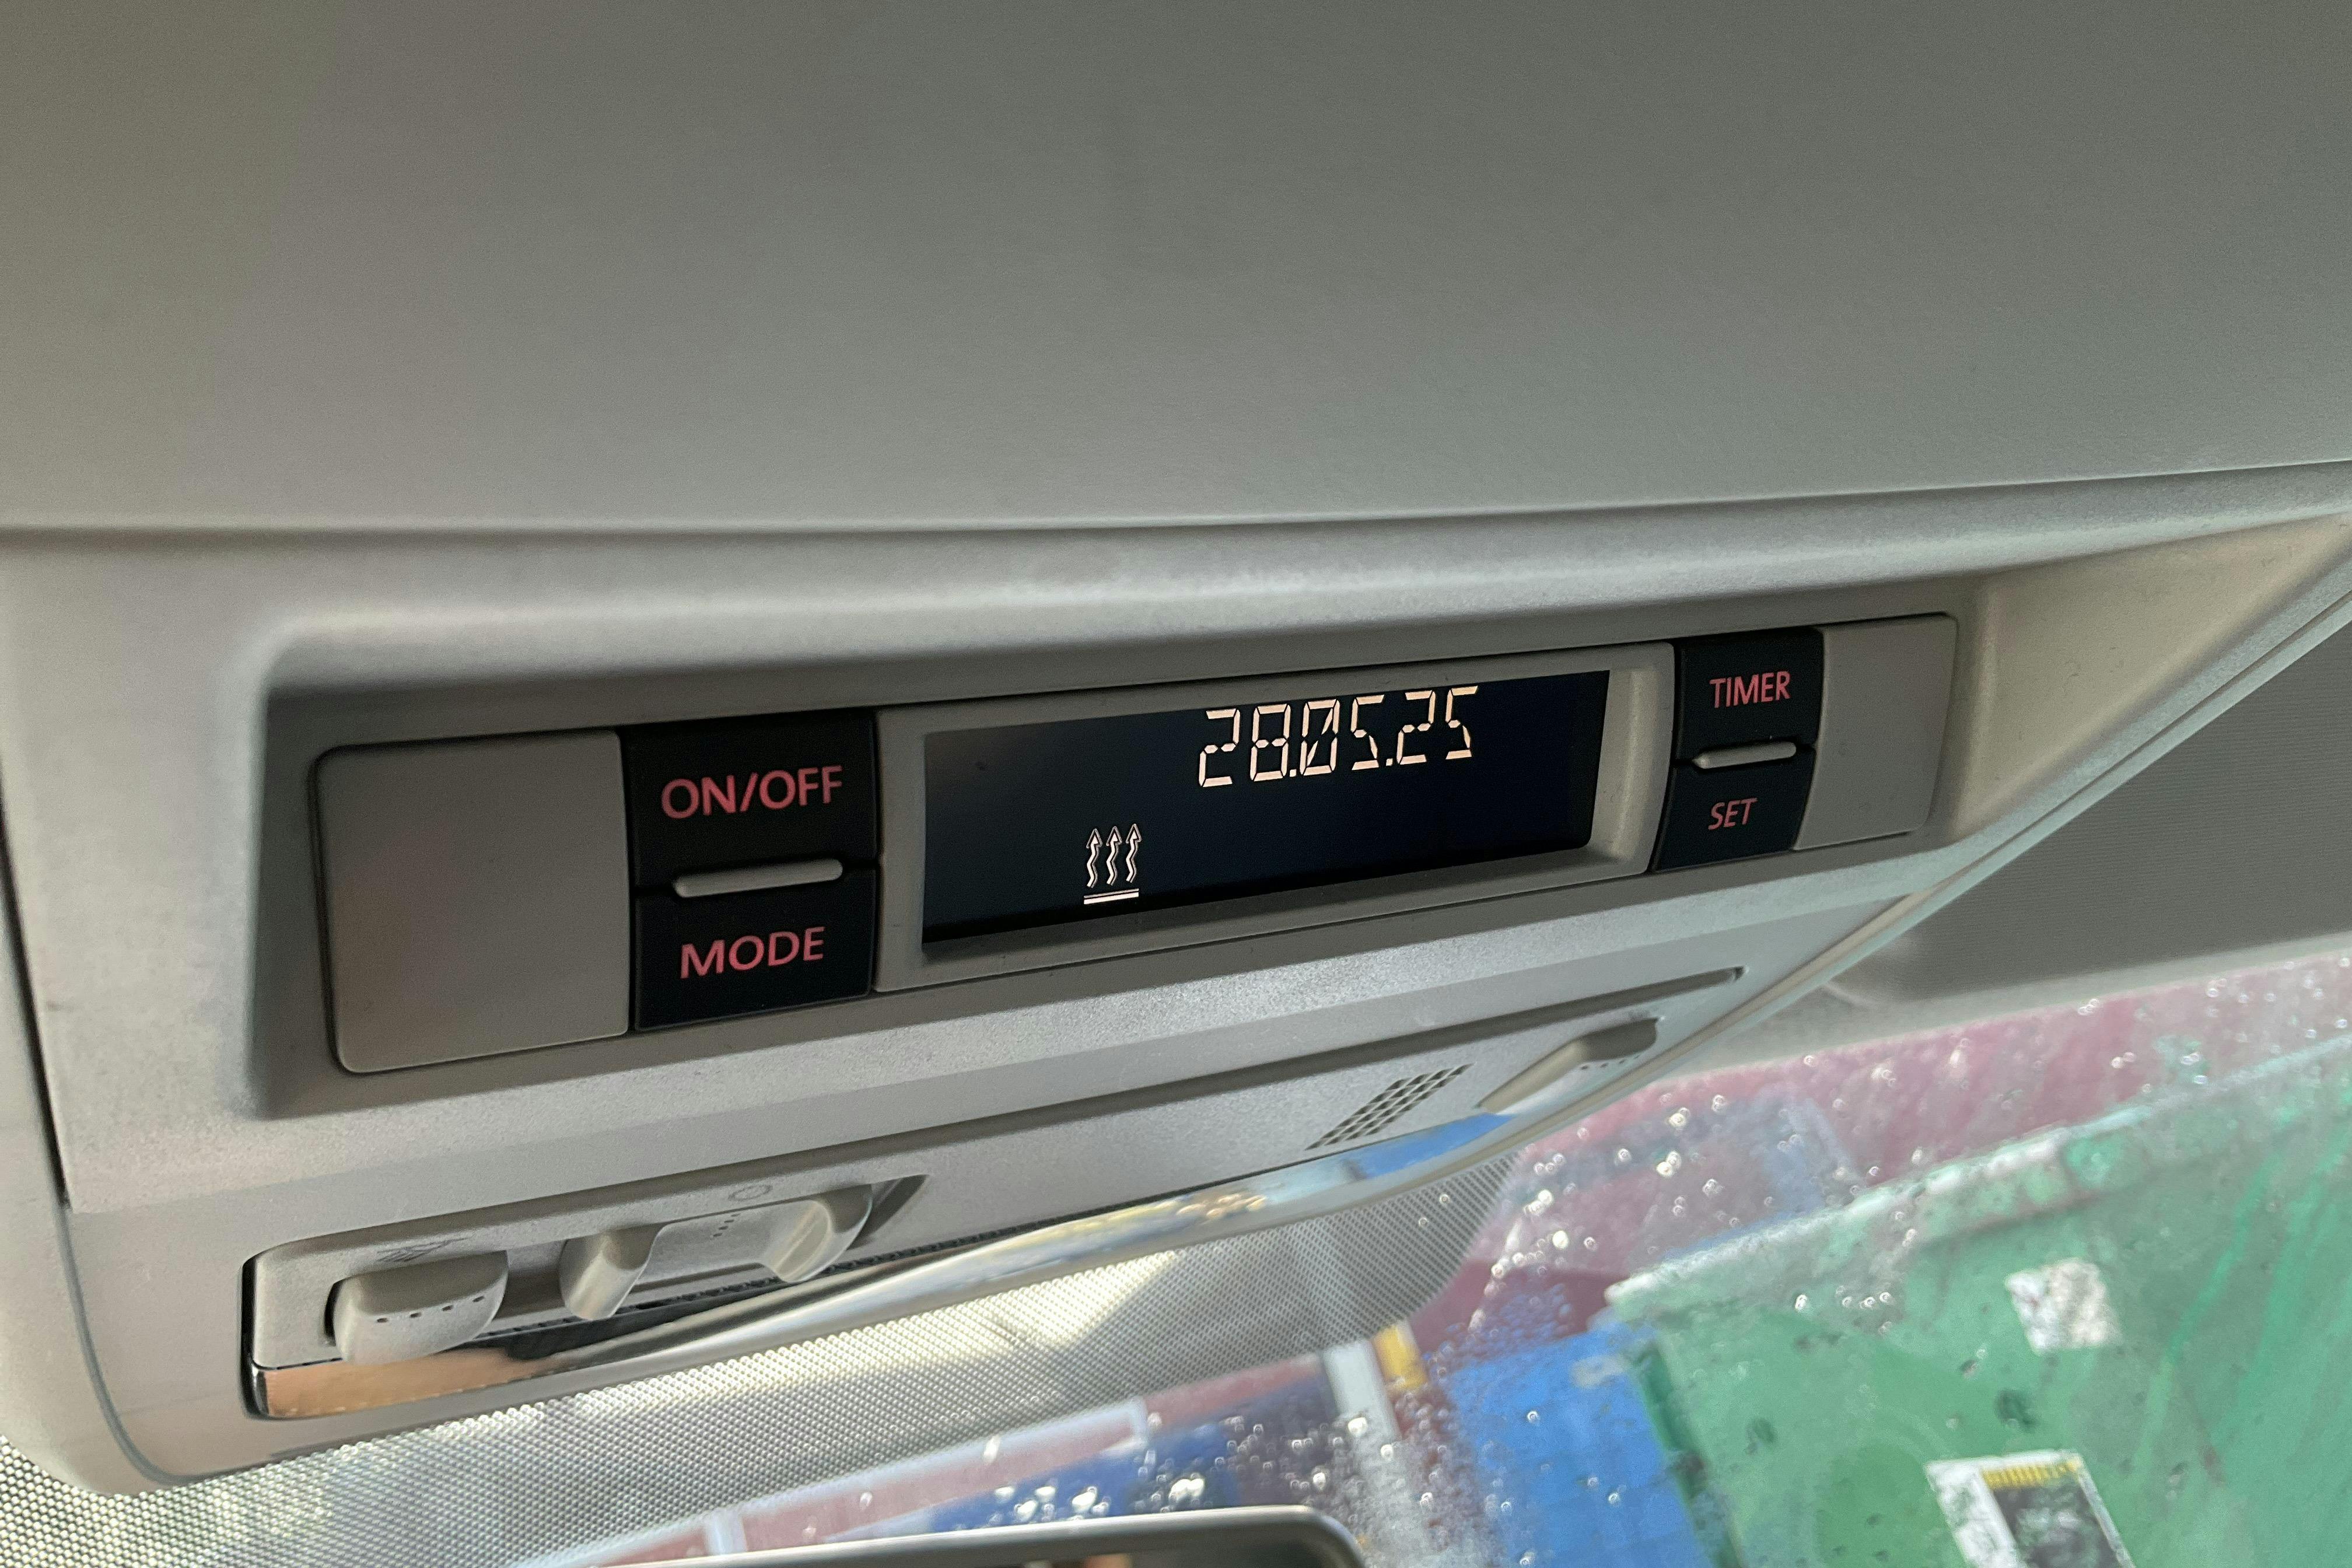 28.05.25
ON/OFF
MODE
TIMER
SET